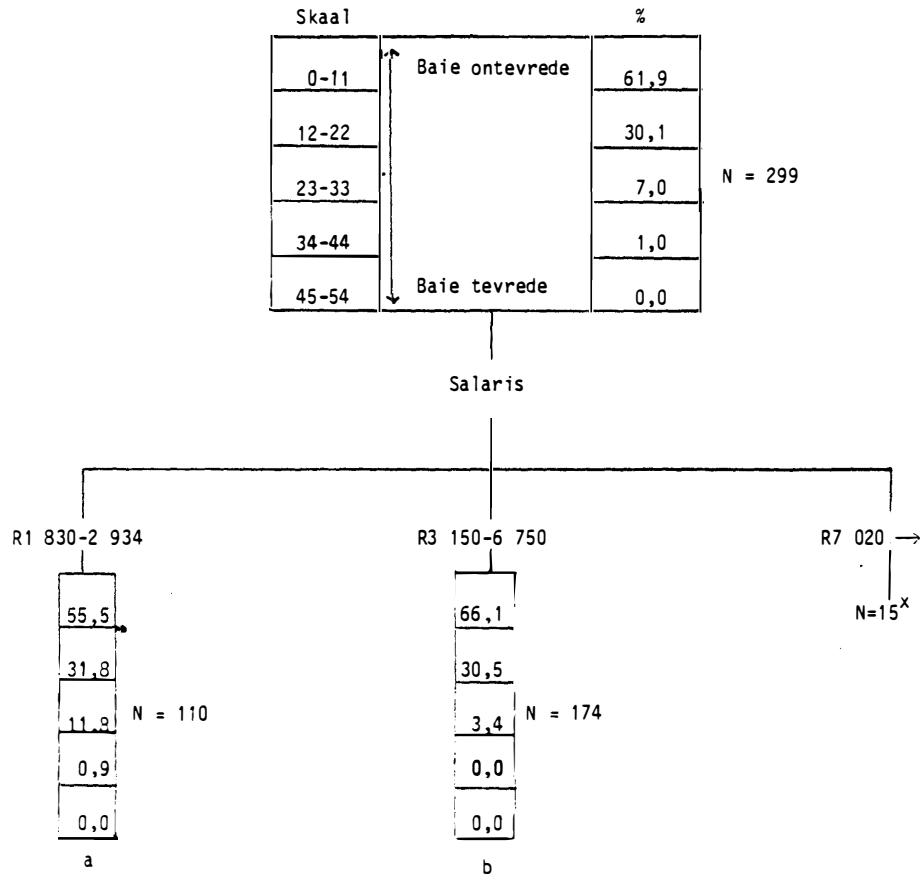 Skaal %
0-11 Baie ontevrede 61,9
12-22 30,1
23-33 7,0 N = 299
34-44 1,0
45-54 Baie tevrede 0,0
Salaris
R1 830-2 934 R3 150-6 750 R7 020 →
55,5 66,1 N=15ˣ
31,8 30,5
11,8 N = 110 3,4 N = 174
0,9 0,0
0,0 0,0
a b